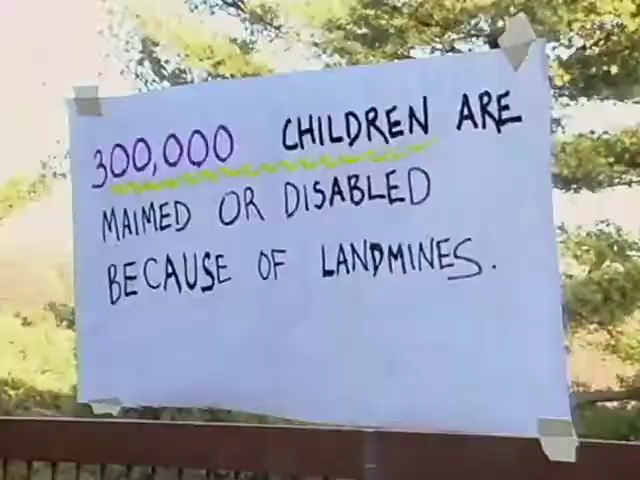 300,000 CHILDREN ARE
MAIMED OR DISABLED
BECAUSE OF LANDMINES.